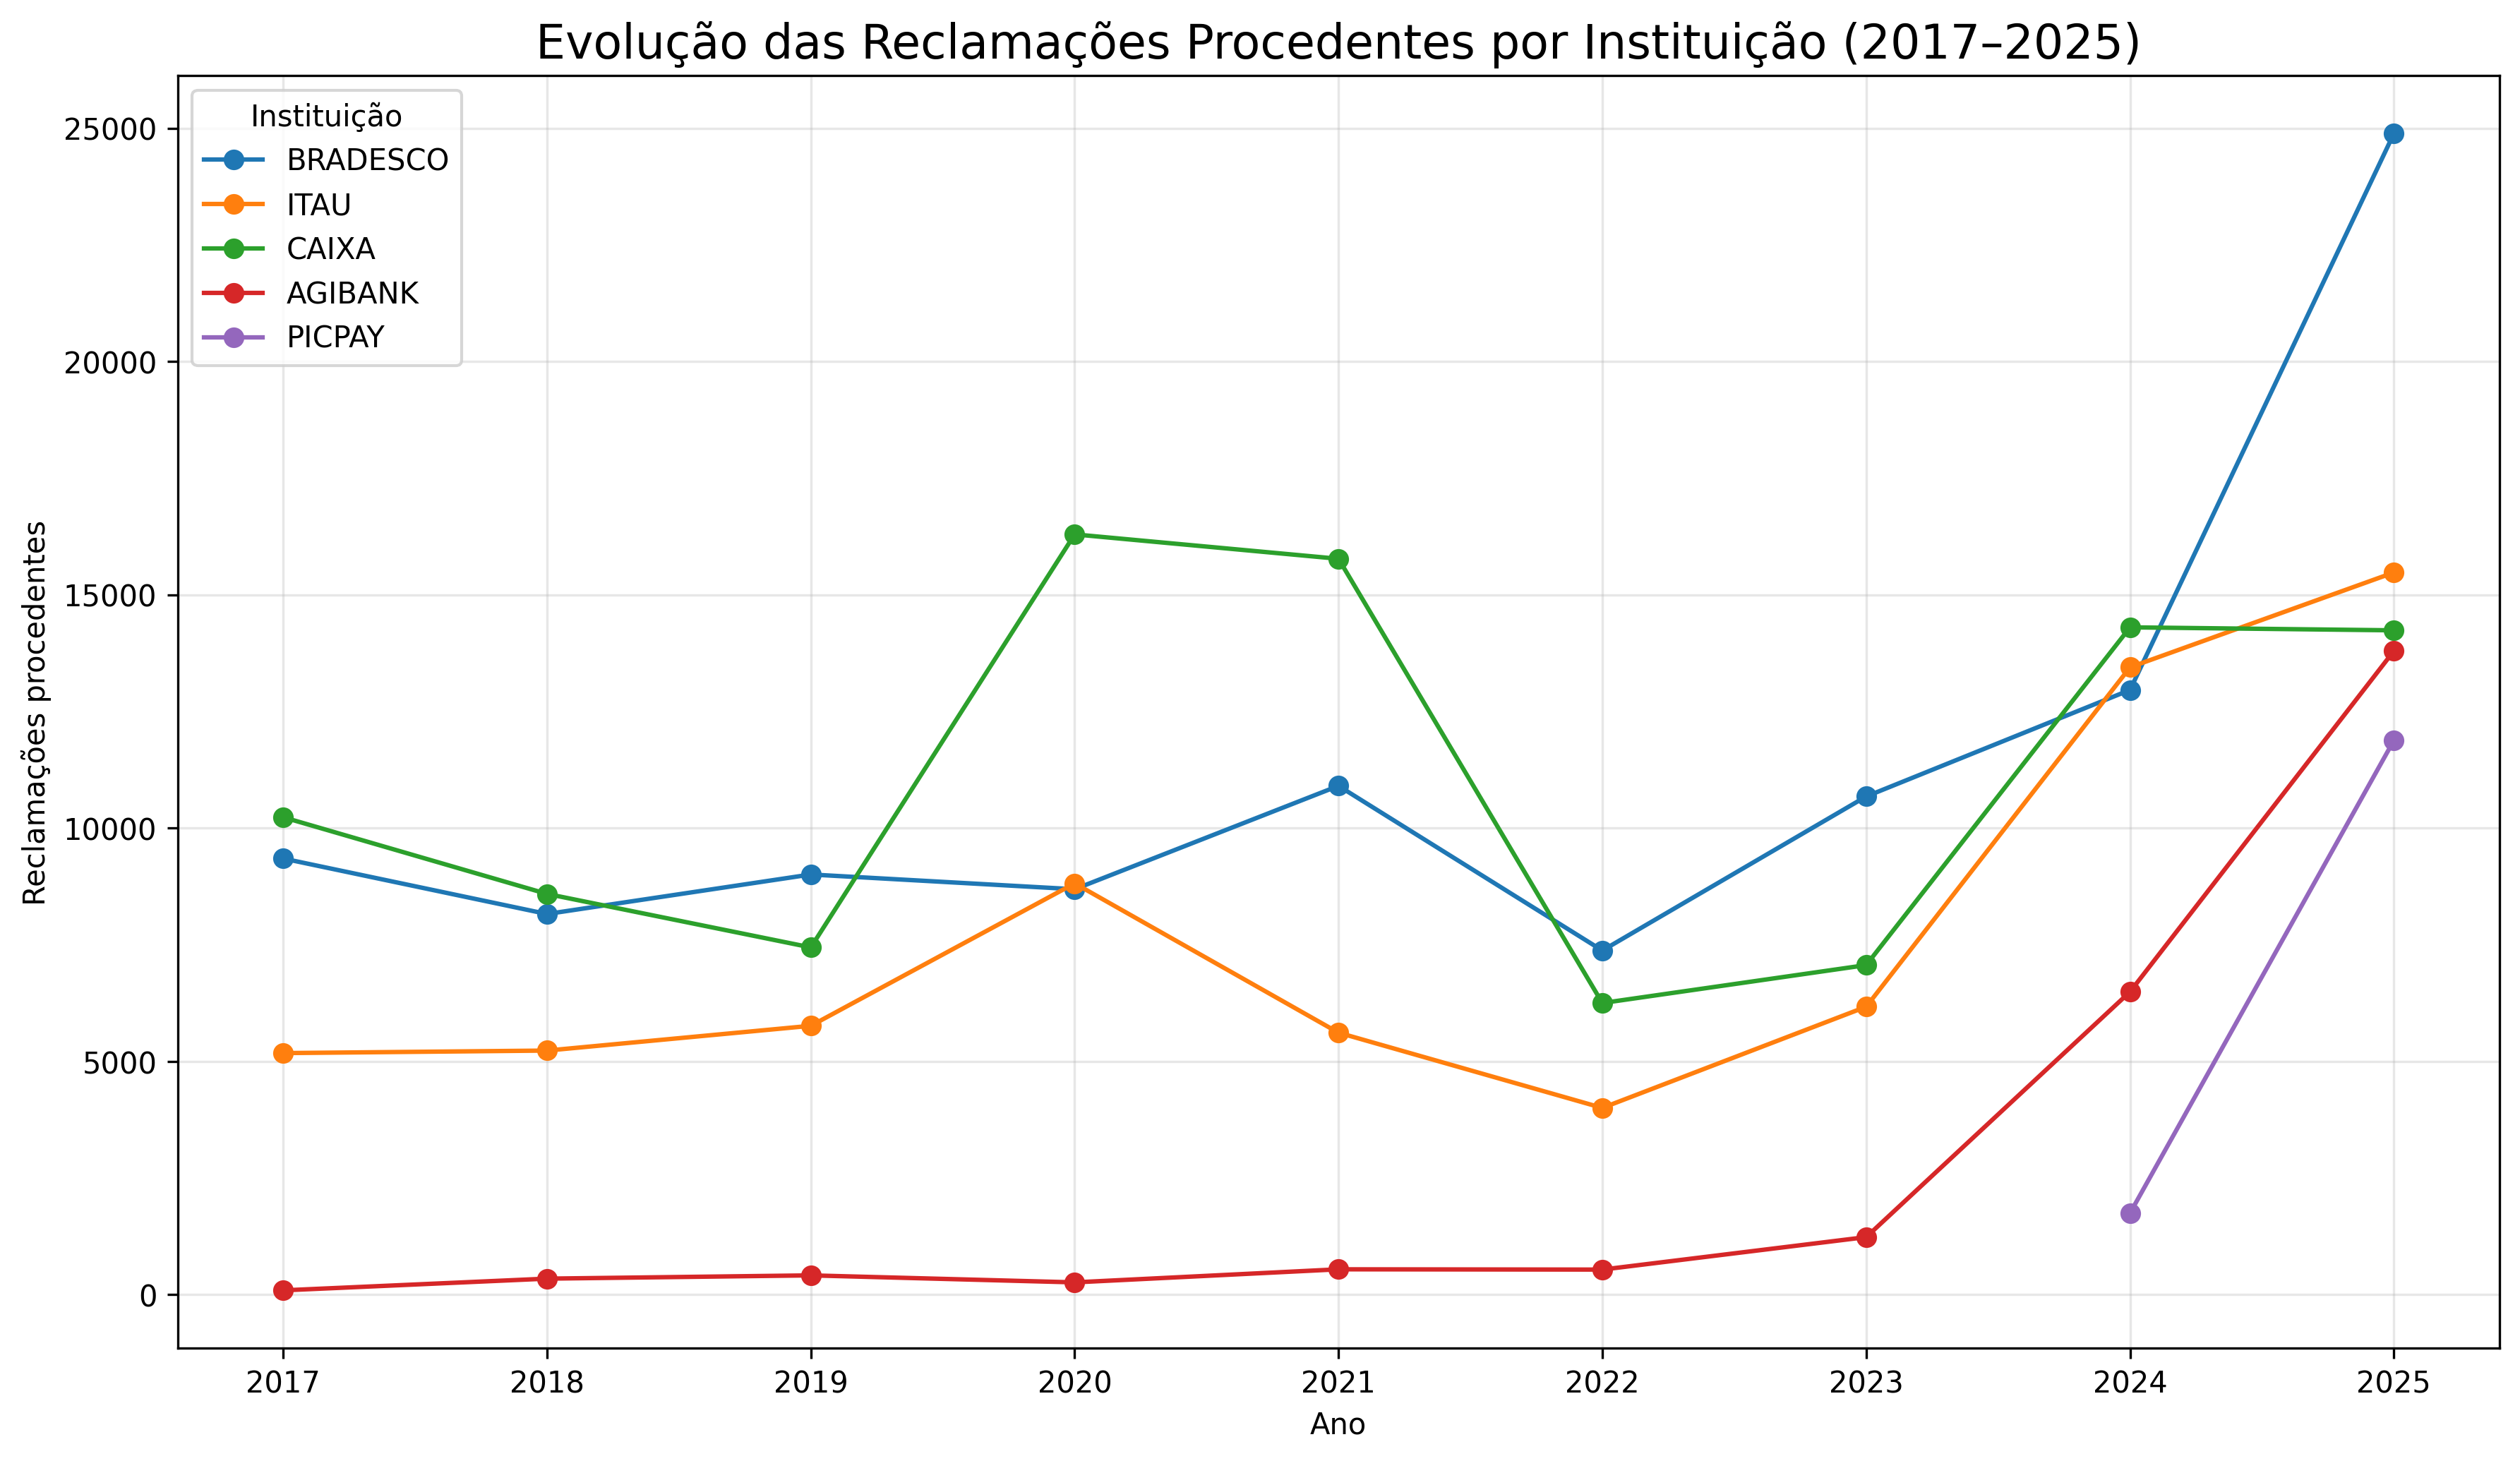 Evolução das Reclamações Procedentes por Instituição (2017–2025)
Instituição
BRADESCO
ITAU
CAIXA
AGIBANK
PICPAY
Reclamações procedentes
25000
20000
15000
10000
5000
0
2017 2018 2019 2020 2021 2022 2023 2024 2025
Ano